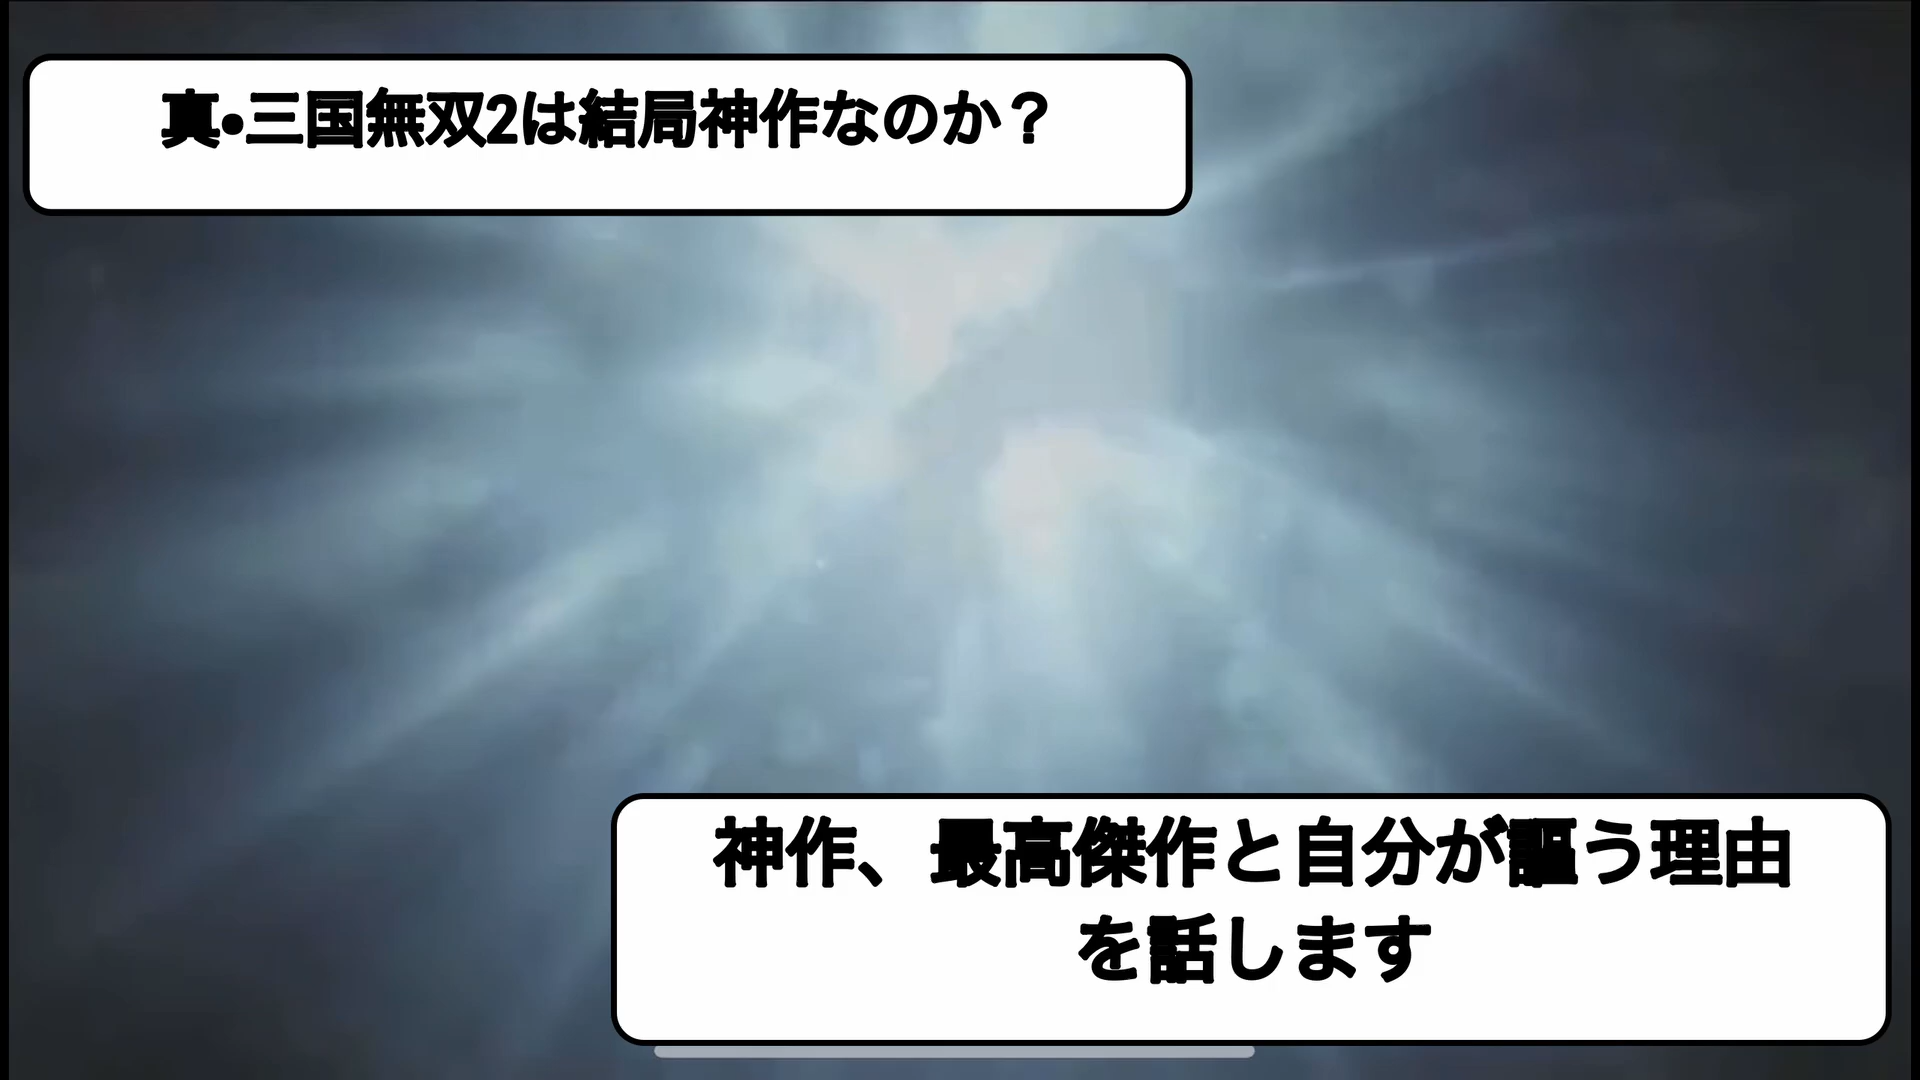 真•三国無双2は結局神作なのか？
神作、最高傑作と自分が謳う理由
を話します